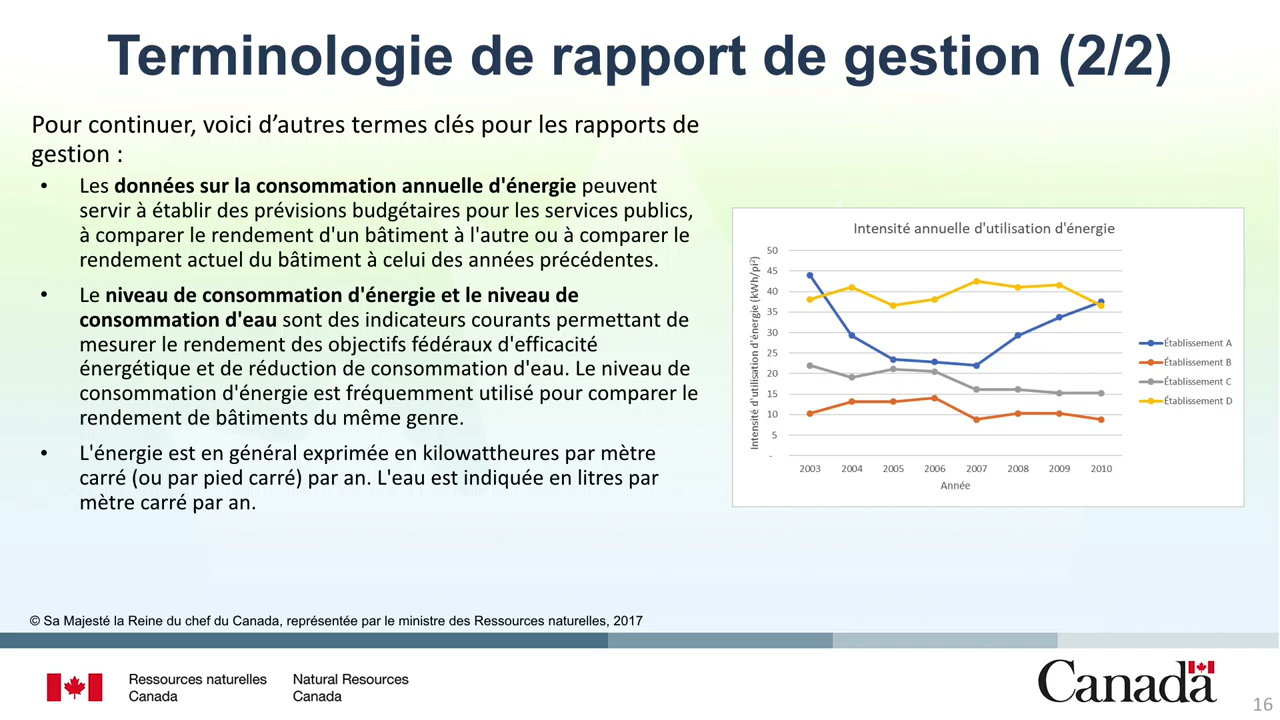 Terminologie de rapport de gestion (2/2)
Pour continuer, voici d’autres termes clés pour les rapports de
gestion :
• Les données sur la consommation annuelle d'énergie peuvent
servir à établir des prévisions budgétaires pour les services publics,
à comparer le rendement d'un bâtiment à l'autre ou à comparer le
rendement actuel du bâtiment à celui des années précédentes.
• Le niveau de consommation d'énergie et le niveau de
consommation d'eau sont des indicateurs courants permettant de
mesurer le rendement des objectifs fédéraux d'efficacité
énergétique et de réduction de consommation d'eau. Le niveau de
consommation d'énergie est fréquemment utilisé pour comparer le
rendement de bâtiments du même genre.
• L'énergie est en général exprimée en kilowattheures par mètre
carré (ou par pied carré) par an. L'eau est indiquée en litres par
mètre carré par an.
Intensité annuelle d'utilisation d'énergie
Intensité d'utilisation d'énergie (kWh/pi²)
50
45
40
35
30
25
20
15
10
5
-
2003 2004 2005 2006 2007 2008 2009 2010
Année
Établissement A
Établissement B
Établissement C
Établissement D
© Sa Majesté la Reine du chef du Canada, représentée par le ministre des Ressources naturelles, 2017
Ressources naturelles
Canada
Natural Resources
Canada
Canada
16